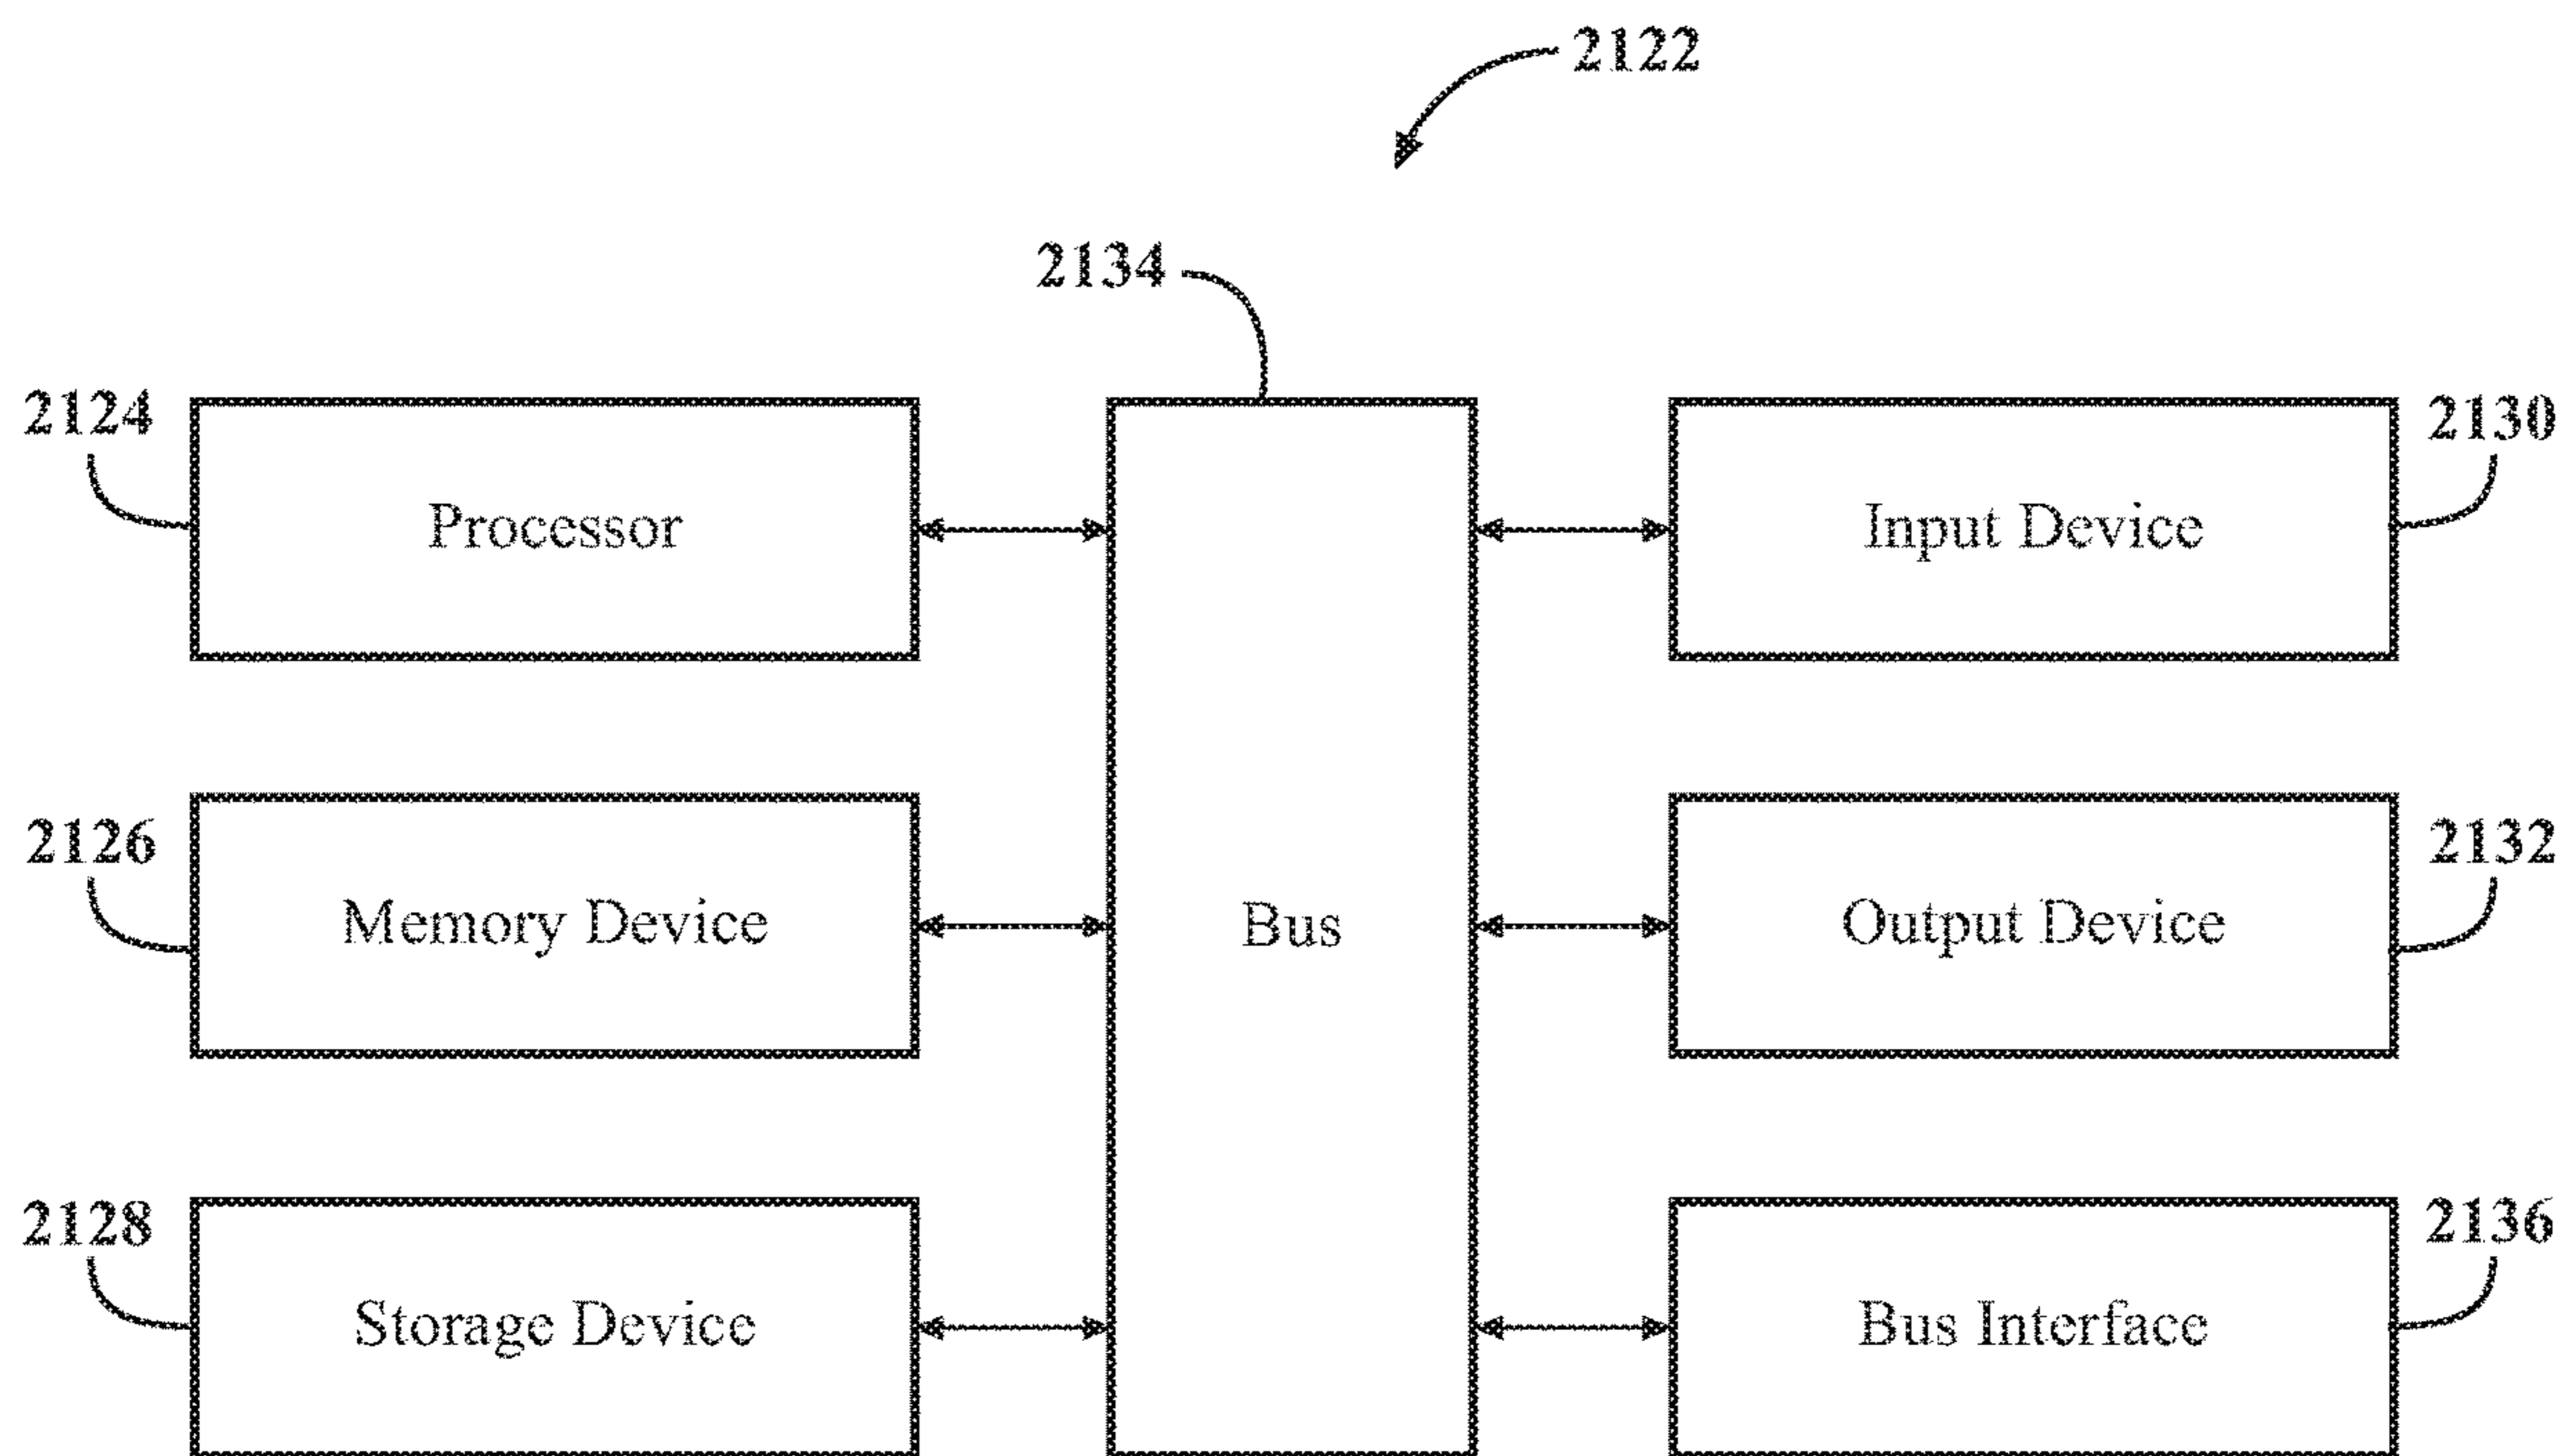 2122
2134
2124
2130
Processor
Input Device
2126
2132
Memory Device
Bus
Output Device
2128
2136
Storage Device
Bus Interface